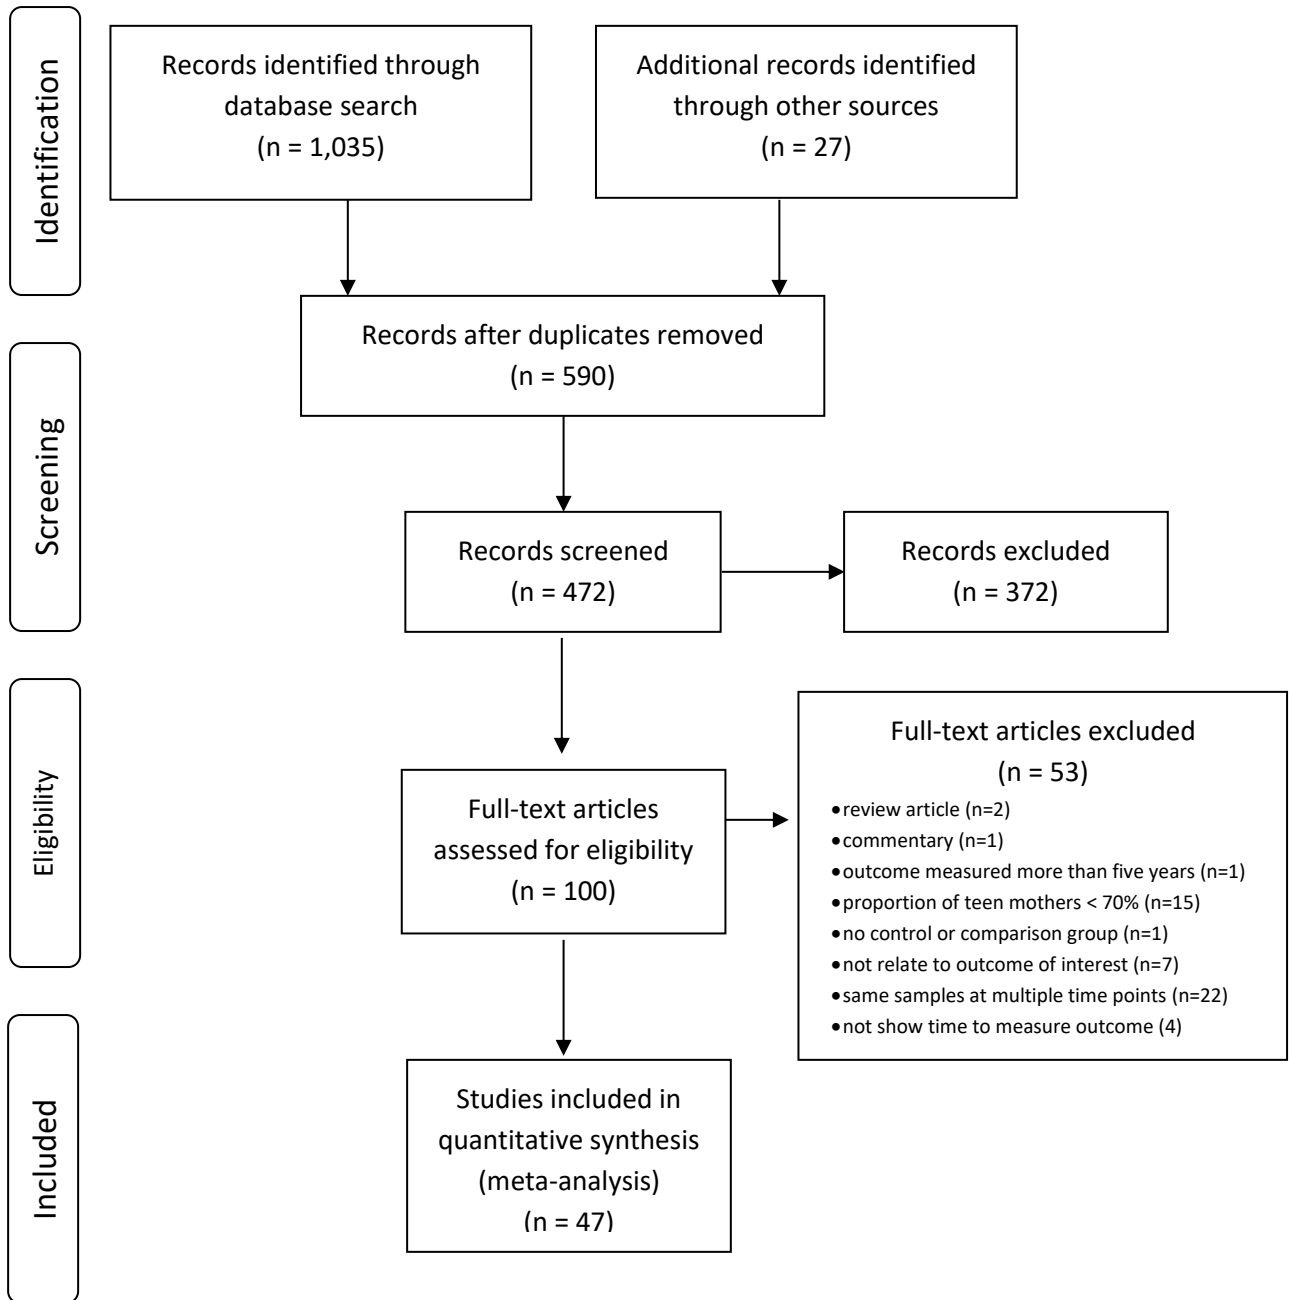 Identification
Records identified through
database search
(n = 1,035)
Additional records identified
through other sources
(n = 27)
Records after duplicates removed
(n = 590)
Screening
Records screened
(n = 472)
Records excluded
(n = 372)
Eligibility
Full-text articles
assessed for eligibility
(n = 100)
Full-text articles excluded
(n = 53)
•review article (n=2)
•commentary (n=1)
•outcome measured more than five years (n=1)
•proportion of teen mothers < 70% (n=15)
•no control or comparison group (n=1)
•not relate to outcome of interest (n=7)
•same samples at multiple time points (n=22)
•not show time to measure outcome (4)
Included
Studies included in
quantitative synthesis
(meta-analysis)
(n = 47)